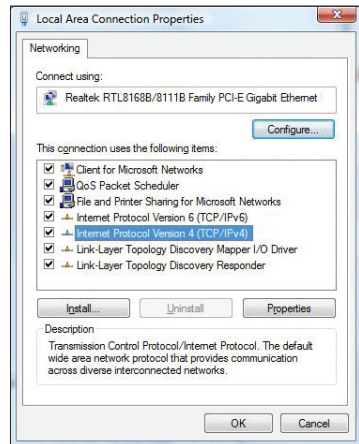 Local Area Connection Properties
Networking
Connect using:
Realtek RTL8168B/8111B Family PCI-E Gigabit Ethernet
Configure...
This connection uses the following items:
Client for Microsoft Networks
QoS Packet Scheduler
File and Printer Sharing for Microsoft Networks
Internet Protocol Version 6 (TCP/IPv6)
Internet Protocol Version 4 (TCP/IPv4)
Link-Layer Topology Discovery Mapper I/O Driver
Link-Layer Topology Discovery Responder
Install...
Uninstall
Properties
Description
Transmission Control Protocol/Internet Protocol. The default
wide area network protocol that provides communication
across diverse interconnected networks.
OK
Cancel